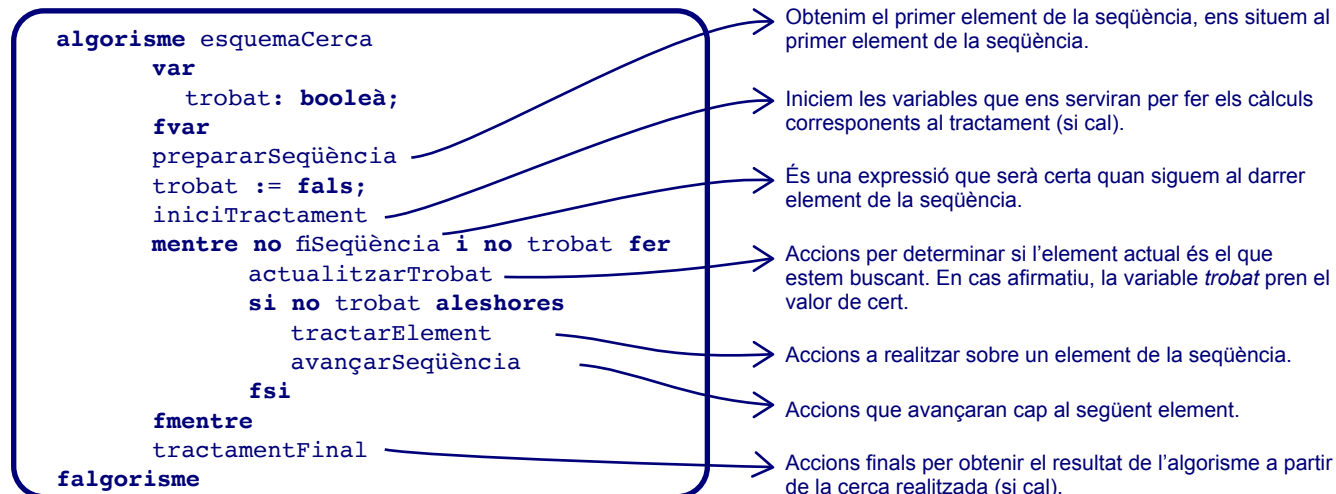 algorisme esquemaCerca
var
trobat: booleà;
fvar
prepararSeqüència
trobat := fals;
iniciTractament
mentre no fiSeqüència i no trobat fer
actualitzarTrobat
si no trobat aleshores
tractarElement
avançarSeqüència
fsi
fmentre
tractamentFinal
falgorisme
Obtenim el primer element de la seqüència, ens situem al
primer element de la seqüència.
Iniciem les variables que ens serviran per fer els càlculs
corresponents al tractament (si cal).
És una expressió que serà certa quan siguem al darrer
element de la seqüència.
Accions per determinar si l’element actual és el que
estem buscant. En cas afirmatiu, la variable trobat pren el
valor de cert.
Accions a realitzar sobre un element de la seqüència.
Accions que avançaran cap al següent element.
Accions finals per obtenir el resultat de l’algorisme a partir
de la cerca realitzada (si cal).